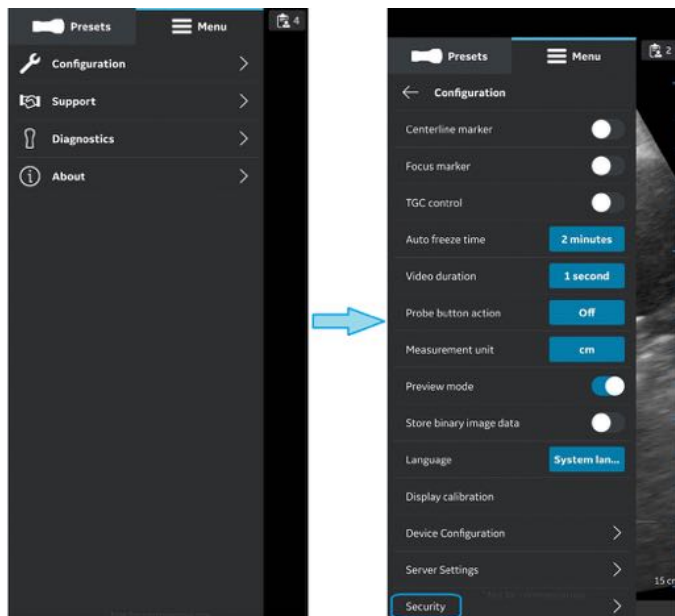 Presets
Menu
4
Configuration
Support
Diagnostics
About
Presets
Menu
2
Configuration
Centerline marker
Focus marker
TGC control
Auto freeze time
2 minutes
Video duration
1 second
Probe button action
Off
Measurement unit
cm
Preview mode
Store binary image data
Language
System lan...
Display calibration
Device Configuration
Server Settings
Security